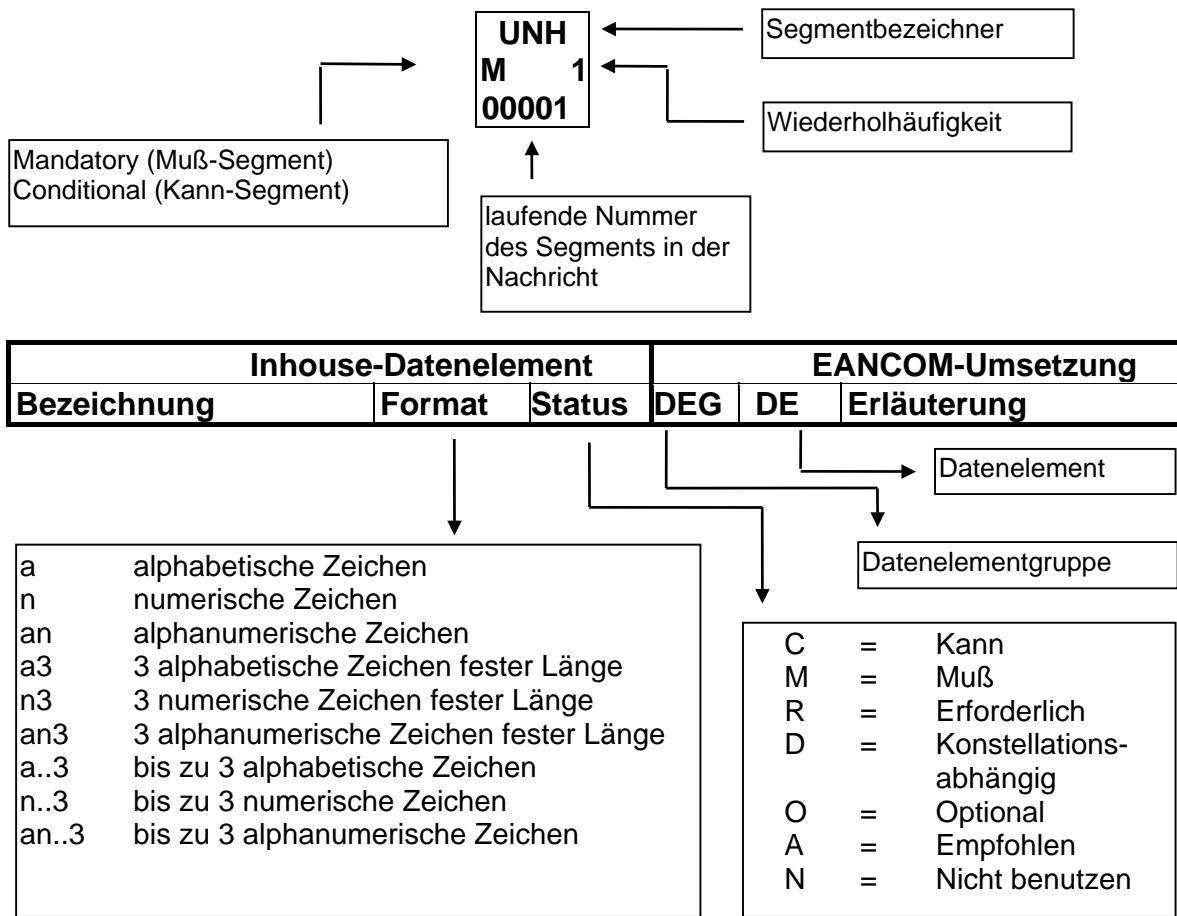 UNH
M 1
00001
Segmentbezeichner
Wiederholhäufigkeit
Mandatory (Muß-Segment)
Conditional (Kann-Segment)
laufende Nummer
des Segments in der
Nachricht
Inhouse-Datenelement EANCOM-Umsetzung
Bezeichnung Format Status DEG DE Erläuterung
Datenelement
Datenelementgruppe
a alphabetische Zeichen
n numerische Zeichen
an alphanumerische Zeichen
a3 3 alphabetische Zeichen fester Länge
n3 3 numerische Zeichen fester Länge
an3 3 alphanumerische Zeichen fester Länge
a..3 bis zu 3 alphabetische Zeichen
n..3 bis zu 3 numerische Zeichen
an..3 bis zu 3 alphanumerische Zeichen
C = Kann
M = Muß
R = Erforderlich
D = Konstellations-
abhängig
O = Optional
A = Empfohlen
N = Nicht benutzen